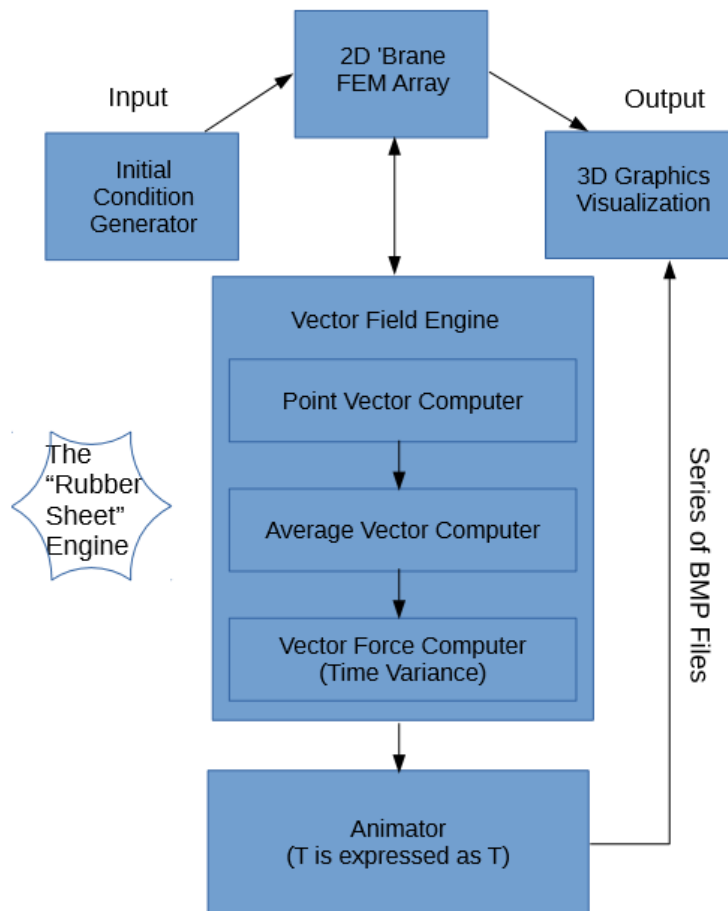 2D 'Brane
FEM Array
Input
Output
Initial
Condition
Generator
3D Graphics
Visualization
Vector Field Engine
Point Vector Computer
The
“Rubber
Sheet”
Engine
Average Vector Computer
Series of BMP Files
Vector Force Computer
(Time Variance)
Animator
(T is expressed as T)